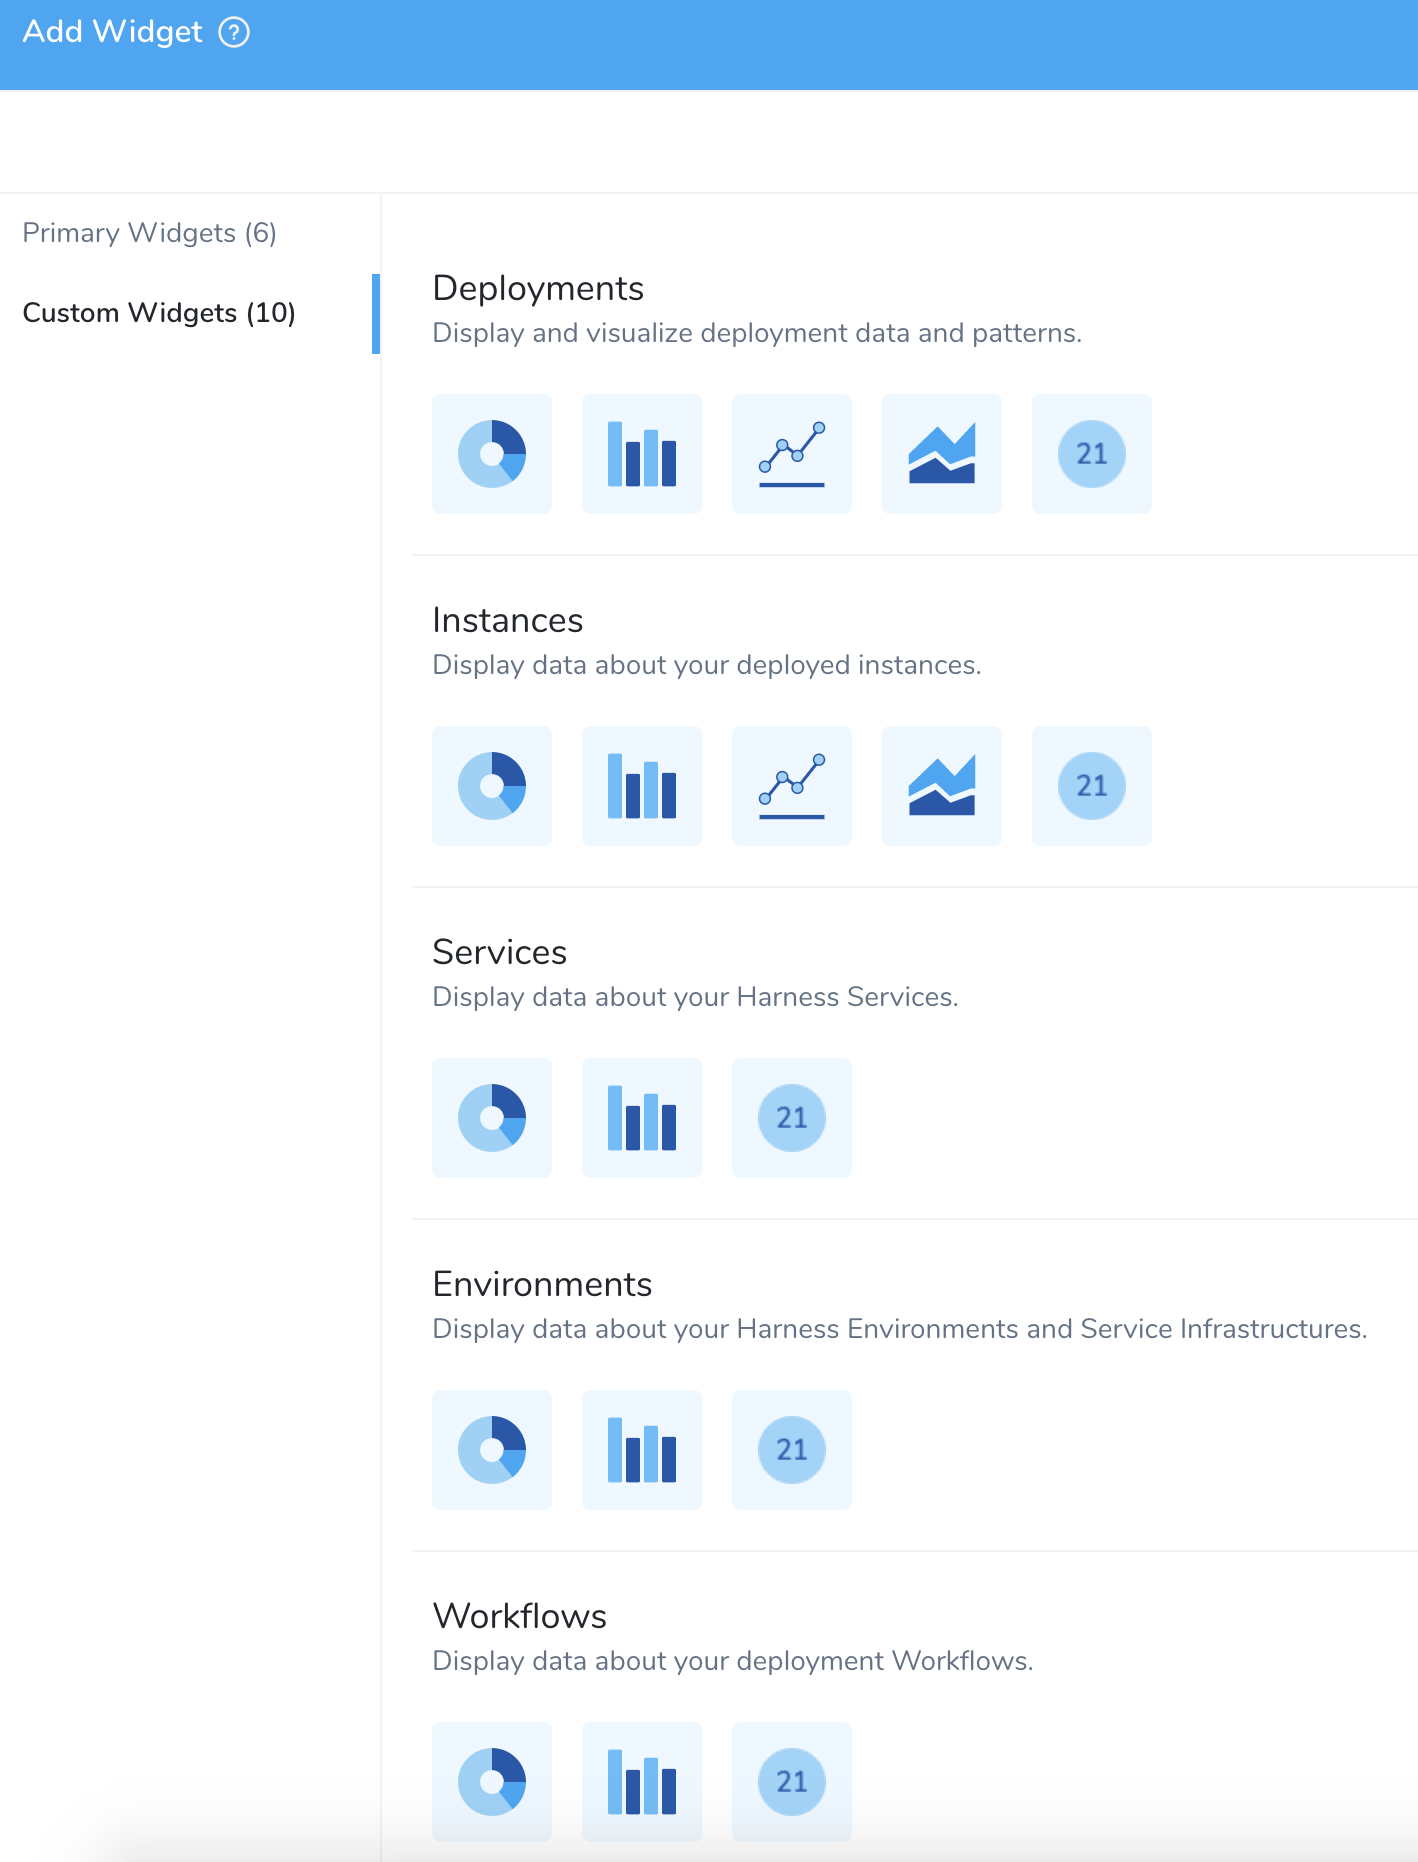 Add Widget ?
Primary Widgets (6)
Custom Widgets (10)
Deployments
Display and visualize deployment data and patterns.
21
Instances
Display data about your deployed instances.
21
Services
Display data about your Harness Services.
21
Environments
Display data about your Harness Environments and Service Infrastructures.
21
Workflows
Display data about your deployment Workflows.
21